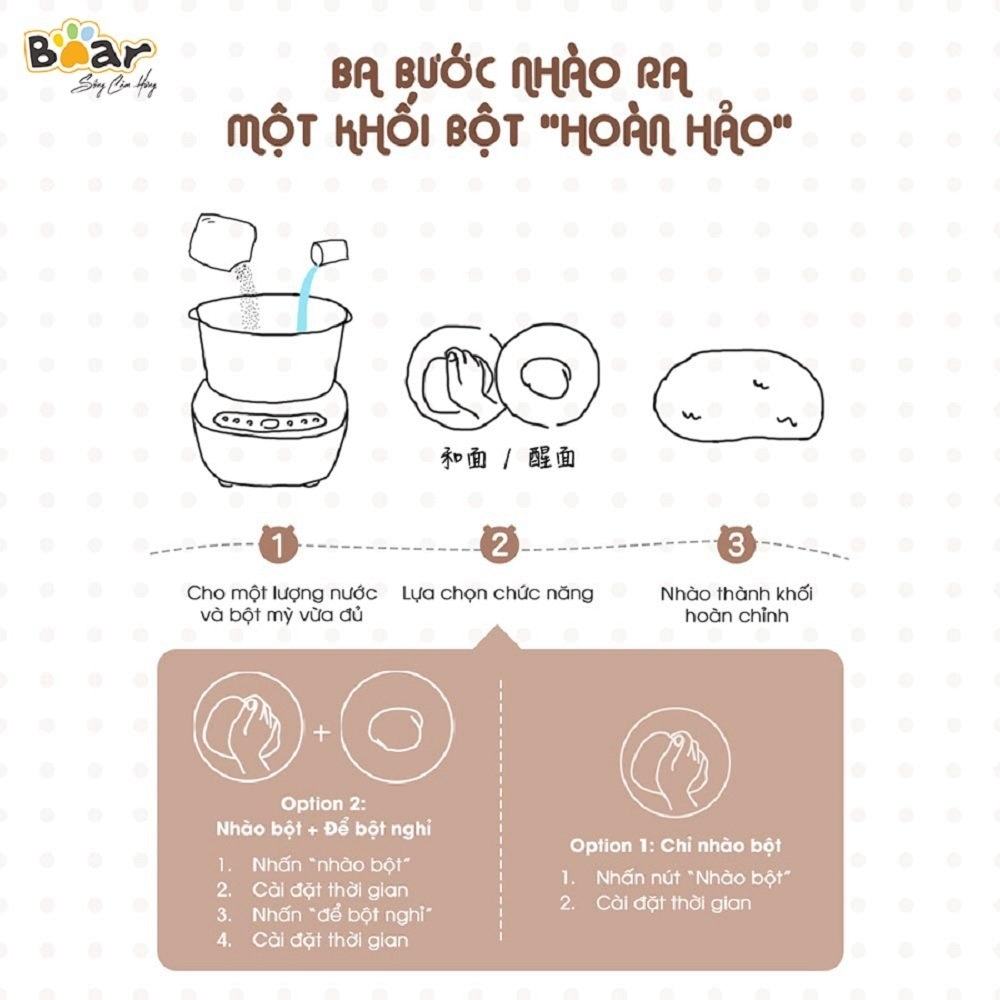 Bear
Sống Cảm Hứng
BA BƯỚC NHÀO RA
MỘT KHỐI BỘT "HOÀN HẢO"
和面 / 醒面
1
2
3
Cho một lượng nước
và bột mỳ vừa đủ
Lựa chọn chức năng
Nhào thành khối
hoàn chỉnh
+
Option 2:
Nhào bột + Để bột nghỉ
1. Nhấn "nhào bột"
2. Cài đặt thời gian
3. Nhấn "để bột nghỉ"
4. Cài đặt thời gian
Option 1: Chỉ nhào bột
1. Nhấn nút "Nhào bột"
2. Cài đặt thời gian